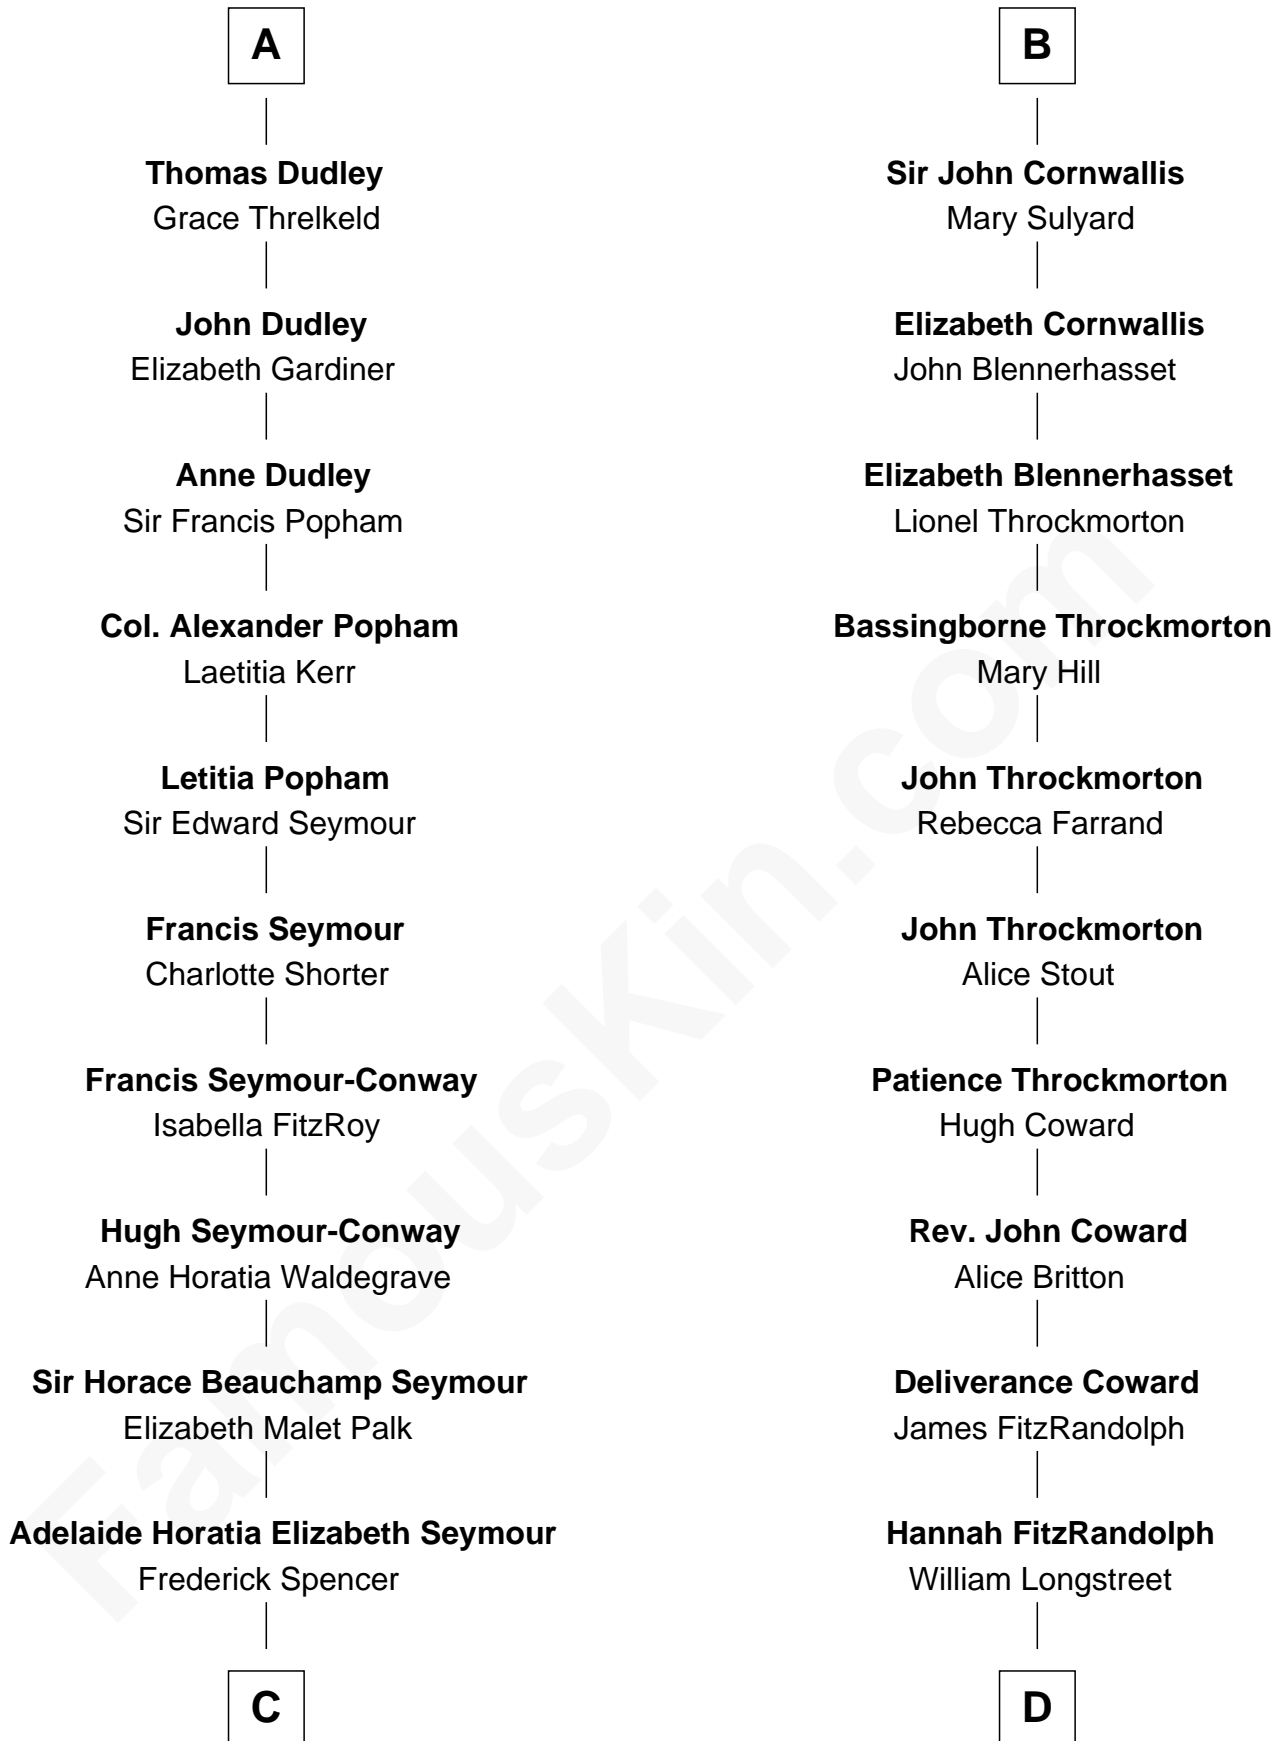 A
Thomas Dudley
Grace Threlkeld
John Dudley
Elizabeth Gardiner
Anne Dudley
Sir Francis Popham
Col. Alexander Popham
Laetitia Kerr
Letitia Popham
Sir Edward Seymour
Francis Seymour
Charlotte Shorter
Francis Seymour-Conway
Isabella FitzRoy
Hugh Seymour-Conway
Anne Horatia Waldegrave
Sir Horace Beauchamp Seymour
Elizabeth Malet Palk
Adelaide Horatia Elizabeth Seymour
Frederick Spencer
C
B
Sir John Cornwallis
Mary Sulyard
Elizabeth Cornwallis
John Blennerhasset
Elizabeth Blennerhasset
Lionel Throckmorton
Bassingborne Throckmorton
Mary Hill
John Throckmorton
Rebecca Farrand
John Throckmorton
Alice Stout
Patience Throckmorton
Hugh Coward
Rev. John Coward
Alice Britton
Deliverance Coward
James FitzRandolph
Hannah FitzRandolph
William Longstreet
D
FamousKin.com